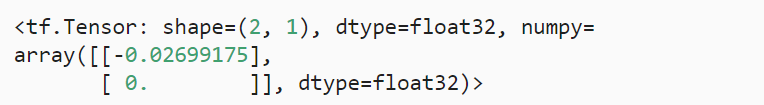 <tf.Tensor: shape=(2, 1), dtype=float32, numpy=
array([[-0.02699175],
       [ 0.        ]], dtype=float32)>